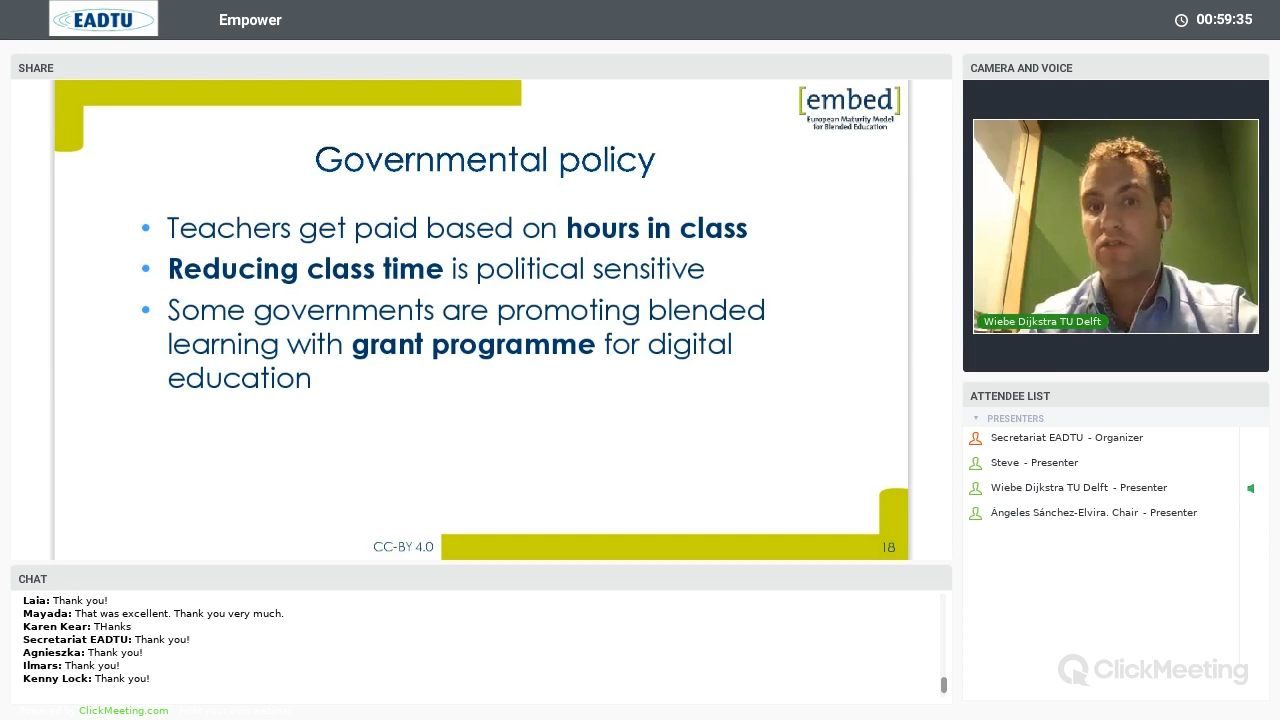 EADTU
Empower
00:59:35
SHARE
[embed]
European Maturity Model
for Blended Education
Governmental policy
• Teachers get paid based on hours in class
• Reducing class time is political sensitive
• Some governments are promoting blended
learning with grant programme for digital
education
CC-BY 4.0
18
CAMERA AND VOICE
Wiebe Dijkstra TU Delft
ATTENDEE LIST
PRESENTERS
Secretariat EADTU - Organizer
Steve - Presenter
Wiebe Dijkstra TU Delft - Presenter
Ángeles Sánchez-Elvira. Chair - Presenter
ClickMeeting
CHAT
Laia: Thank you!
Mayada: That was excellent. Thank you very much.
Karen Kear: THanks
Secretariat EADTU: Thank you!
Agnieszka: Thank you!
Ilmars: Thank you!
Kenny Lock: Thank you!
ClickMeeting.com